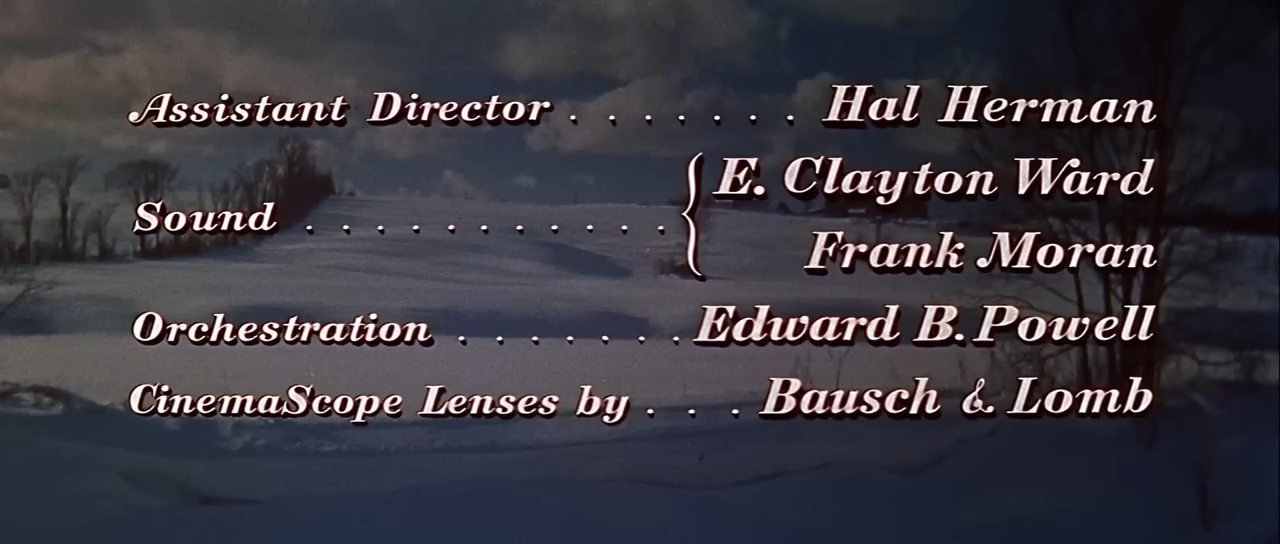 Assistant Director . . . . . . . Hal Herman
Sound . . . . . . . . . . . { E. Clayton Ward
Frank Moran
Orchestration . . . . . . . Edward B. Powell
CinemaScope Lenses by . . . Bausch & Lomb